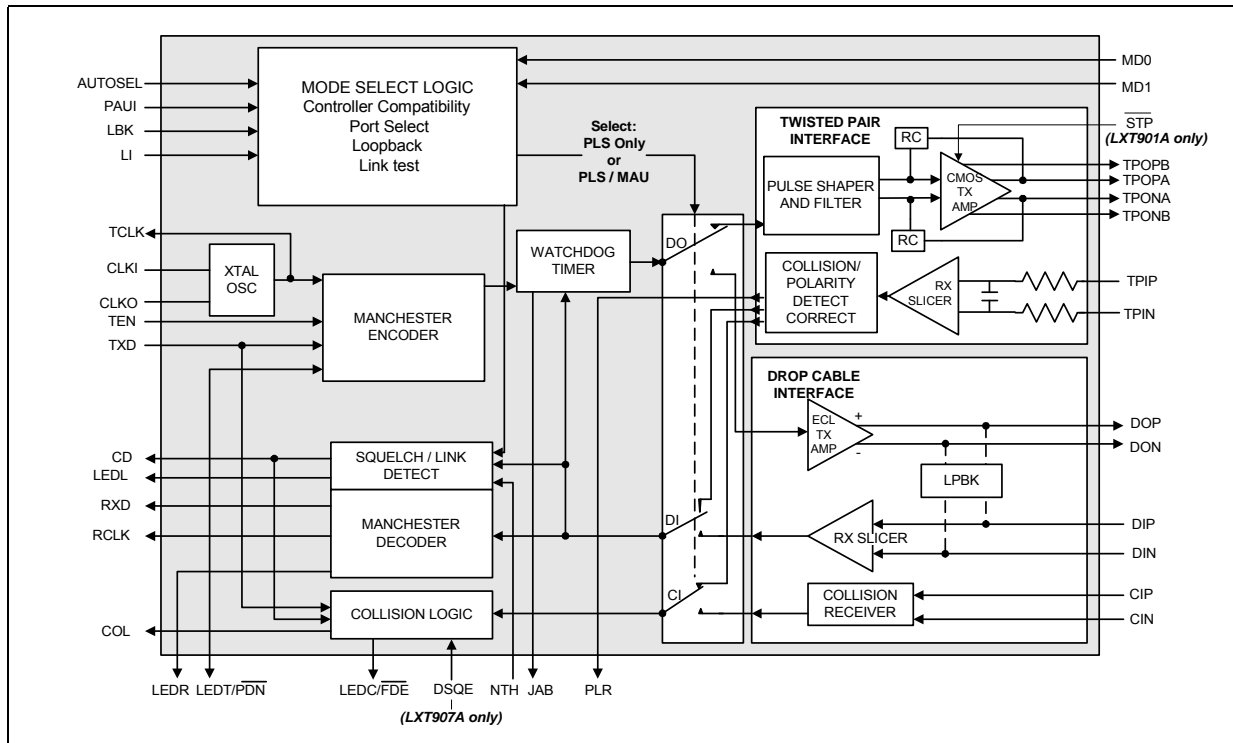 AUTOSEL
PAUI
LBK
LI
MODE SELECT LOGIC
Controller Compatibility
Port Select
Loopback
Link test
MD0
MD1
Select:
PLS Only
or
PLS / MAU
TWISTED PAIR
INTERFACE
RC
STP
(LXT901A only)
PULSE SHAPER
AND FILTER
CMOS
TX
AMP
RC
TPOPB
TPOPA
TPONA
TPONB
TCLK
CLKI
CLKO
TEN
TXD
XTAL
OSC
MANCHESTER
ENCODER
WATCHDOG
TIMER
DO
COLLISION/
POLARITY
DETECT
CORRECT
RX
SLICER
TPIP
TPIN
DROP CABLE
INTERFACE
ECL
TX
AMP
+
-
DOP
DON
LPBK
CD
LEDL
RXD
RCLK
SQUELCH / LINK
DETECT
MANCHESTER
DECODER
DI
RX SLICER
DIP
DIN
COL
COLLISION LOGIC
CI
COLLISION
RECEIVER
CIP
CIN
LEDR
LEDT/PDN
LEDC/FDE
DSQE
(LXT907A only)
NTH
JAB
PLR